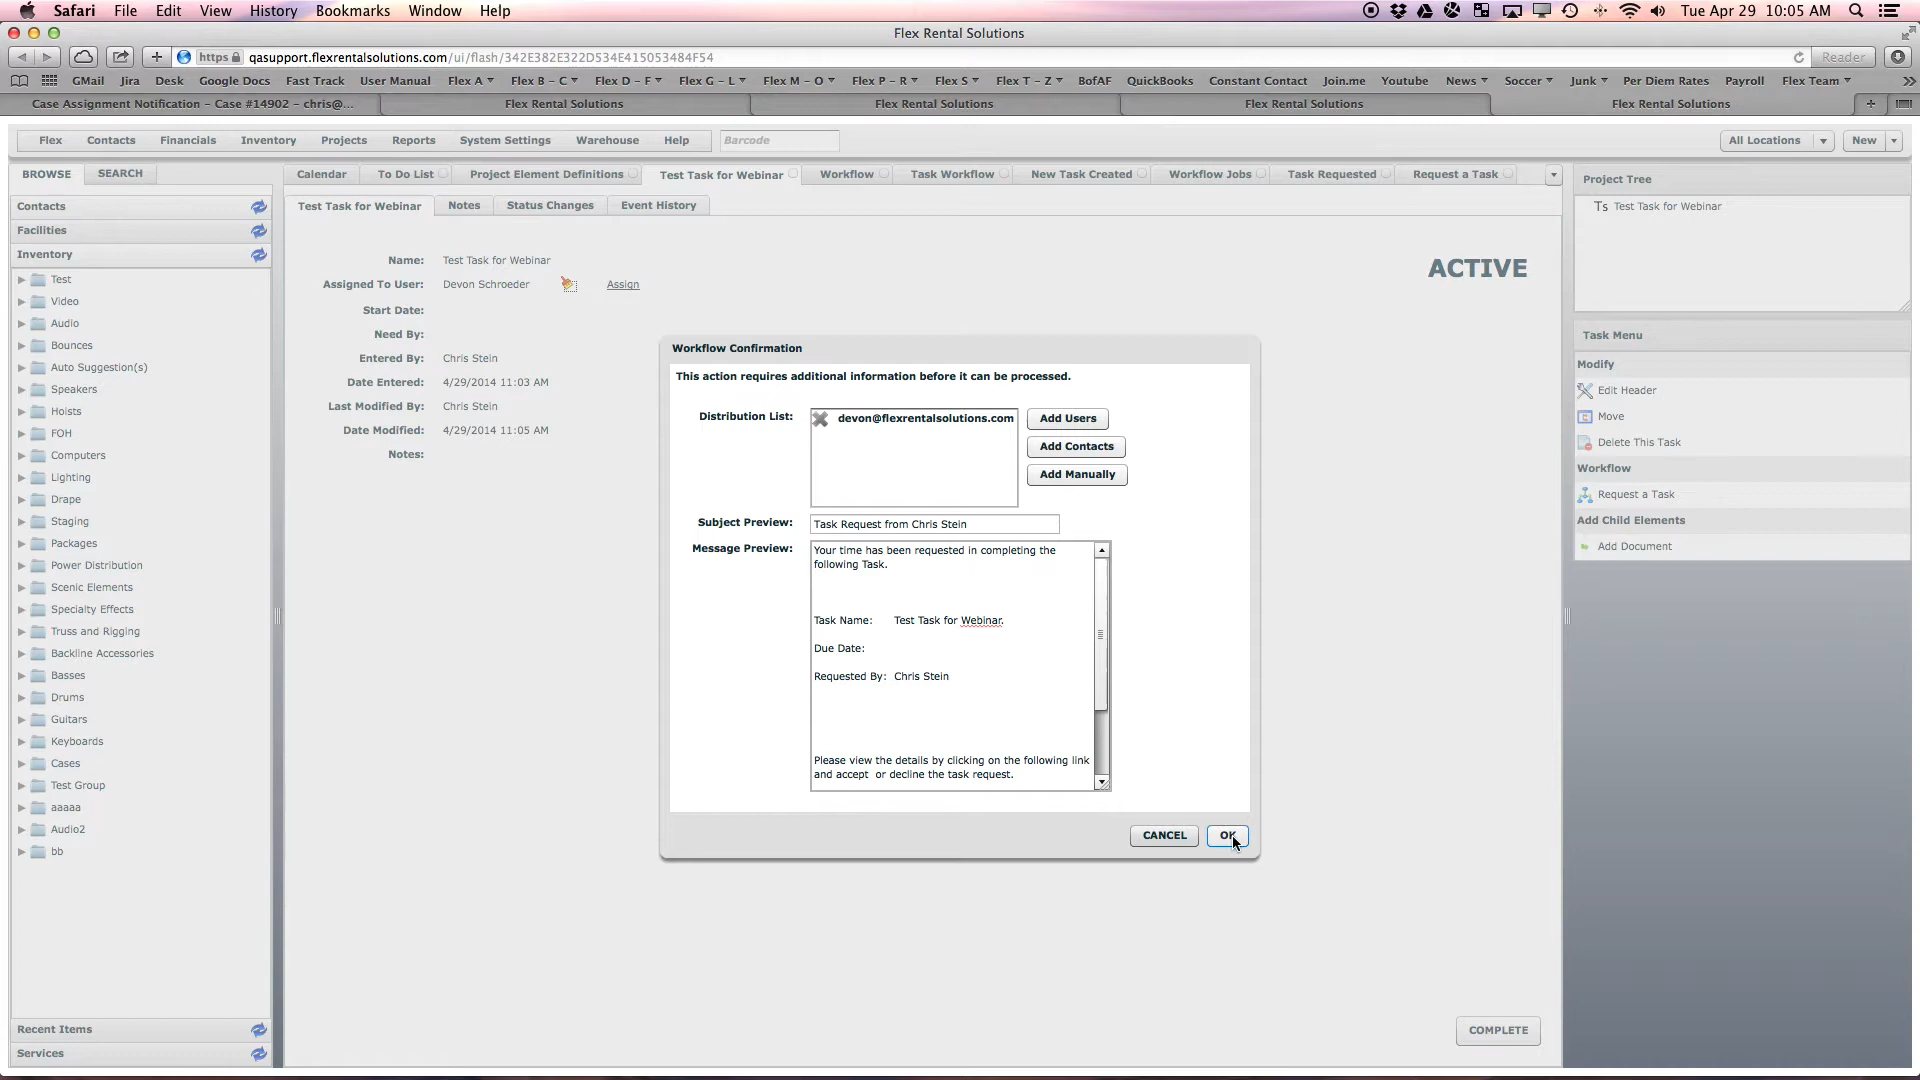 Safari File Edit View History Bookmarks Window Help Tue Apr 29 10:05 AM
Flex Rental Solutions
https qasupport.flexrentalsolutions.com/ui/flash/342E382E322D534E415053484F54 Reader
GMail Jira Desk Google Docs Fast Track User Manual Flex A Flex B – C Flex D – F Flex G – L Flex M – O Flex P – R Flex S Flex T – Z BofAF QuickBooks Constant Contact Join.me Youtube News Soccer Junk Per Diem Rates Payroll Flex Team
Case Assignment Notification – Case #14902 – chris@... Flex Rental Solutions Flex Rental Solutions Flex Rental Solutions Flex Rental Solutions
Flex Contacts Financials Inventory Projects Reports System Settings Warehouse Help Barcode All Locations New
BROWSE SEARCH
Contacts
Facilities
Inventory
Test
Video
Audio
Bounces
Auto Suggestion(s)
Speakers
Hoists
FOH
Computers
Lighting
Drape
Staging
Packages
Power Distribution
Scenic Elements
Specialty Effects
Truss and Rigging
Backline Accessories
Basses
Drums
Guitars
Keyboards
Cases
Test Group
aaaaa
Audio2
bb
Recent Items
Services
Calendar To Do List Project Element Definitions Test Task for Webinar Workflow Task Workflow New Task Created Workflow Jobs Task Requested Request a Task
Test Task for Webinar Notes Status Changes Event History
Name: Test Task for Webinar
Assigned To User: Devon Schroeder Assign
Start Date:
Need By:
Entered By: Chris Stein
Date Entered: 4/29/2014 11:03 AM
Last Modified By: Chris Stein
Date Modified: 4/29/2014 11:05 AM
Notes:
ACTIVE
Workflow Confirmation
This action requires additional information before it can be processed.
Distribution List: devon@flexrentalsolutions.com Add Users
Add Contacts
Add Manually
Subject Preview: Task Request from Chris Stein
Message Preview: Your time has been requested in completing the
following Task.
Task Name: Test Task for Webinar.
Due Date:
Requested By: Chris Stein
Please view the details by clicking on the following link
and accept or decline the task request.
CANCEL OK
COMPLETE
Project Tree
Ts Test Task for Webinar
Task Menu
Modify
Edit Header
Move
Delete This Task
Workflow
Request a Task
Add Child Elements
Add Document